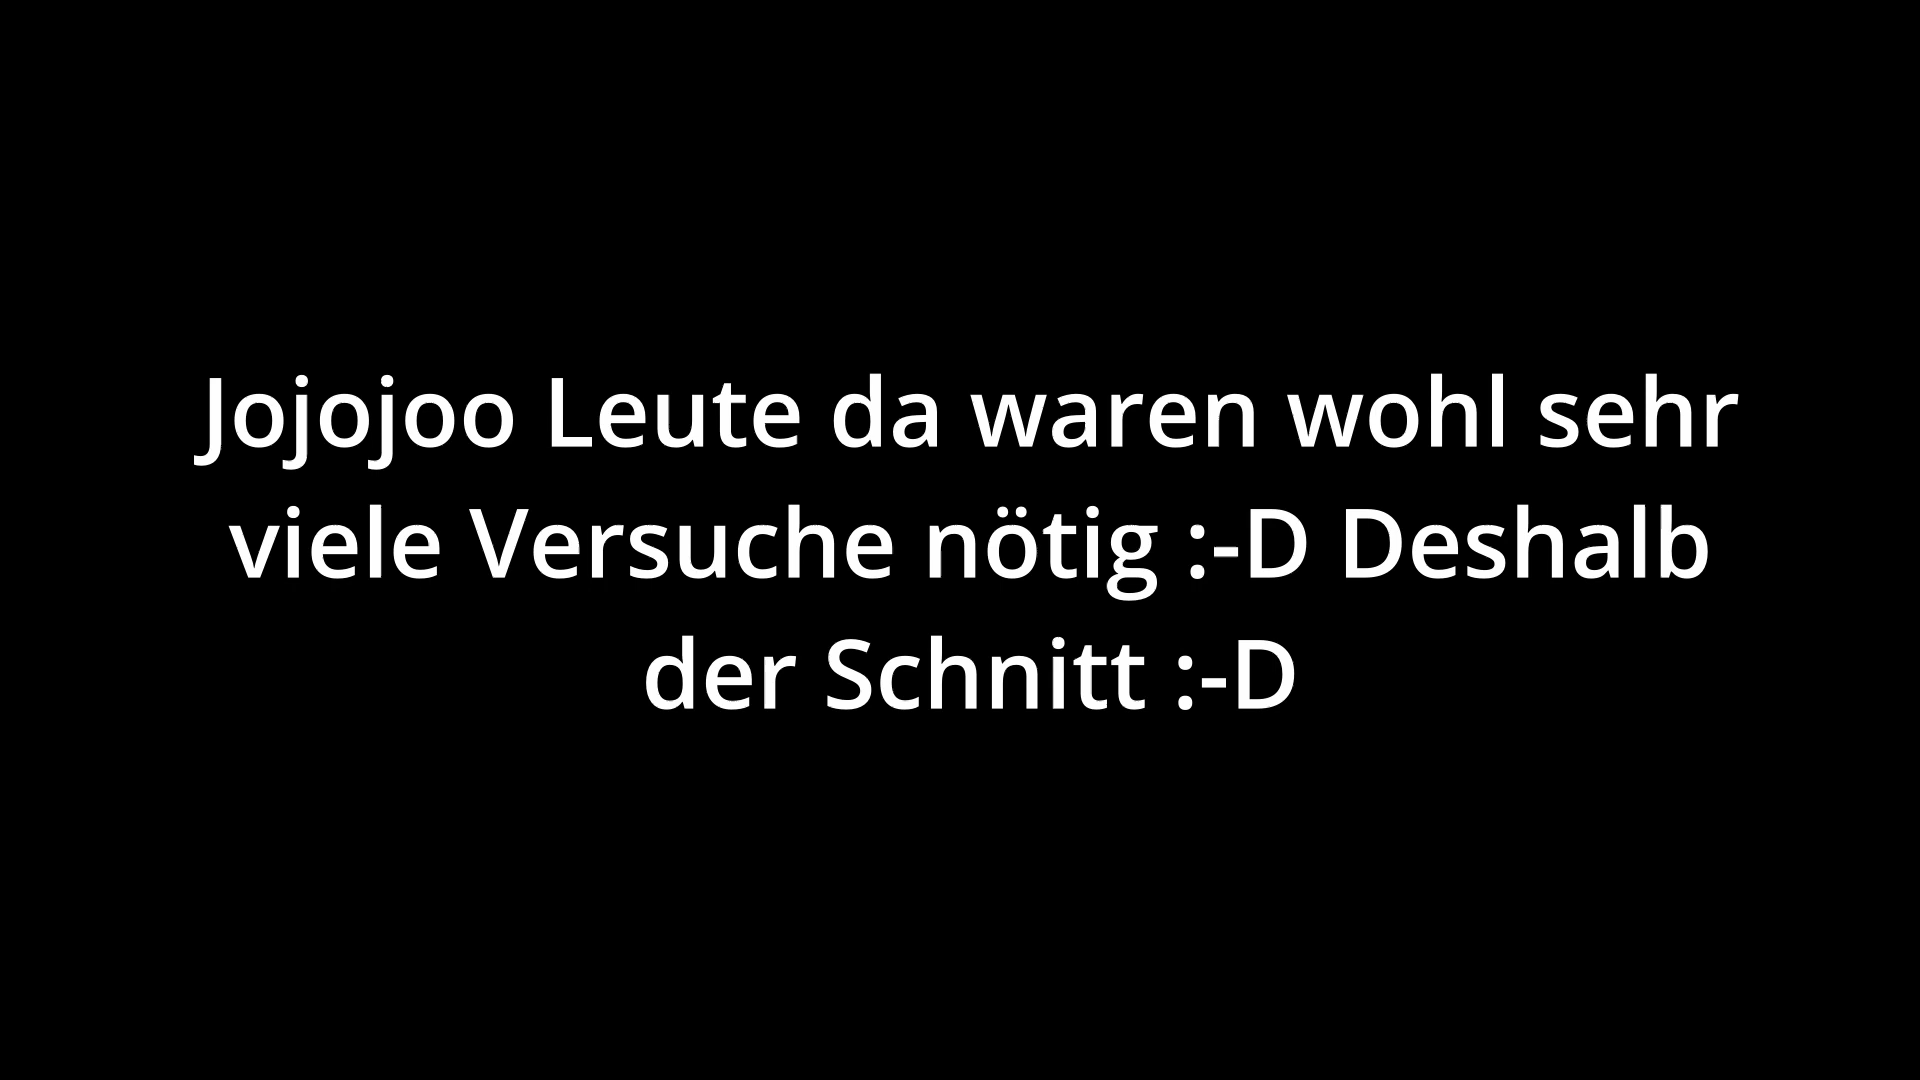 Jojojoo Leute da waren wohl sehr
viele Versuche nötig :-D Deshalb
der Schnitt :-D